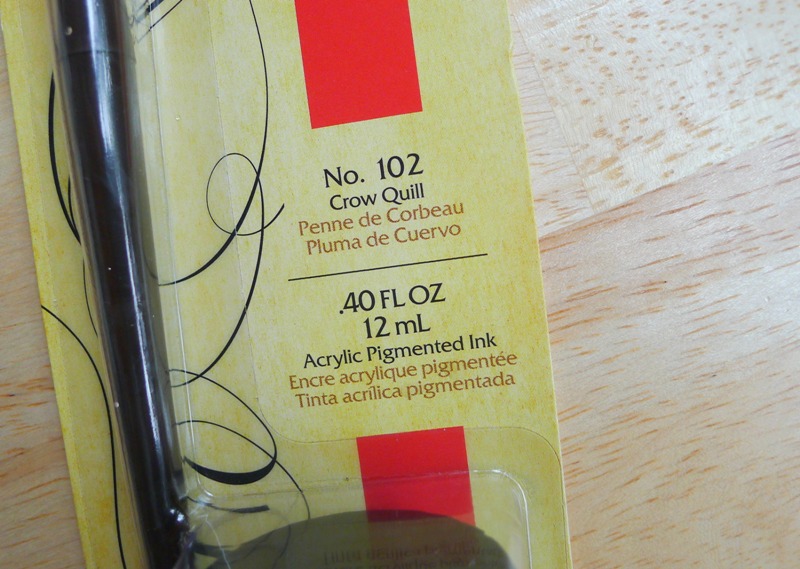 No. 102
Crow Quill
Penne de Corbeau
Pluma de Cuervo
.40 FL OZ
12 mL
Acrylic Pigmented Ink
Encre acrylique pigmentée
Tinta acrílica pigmentada